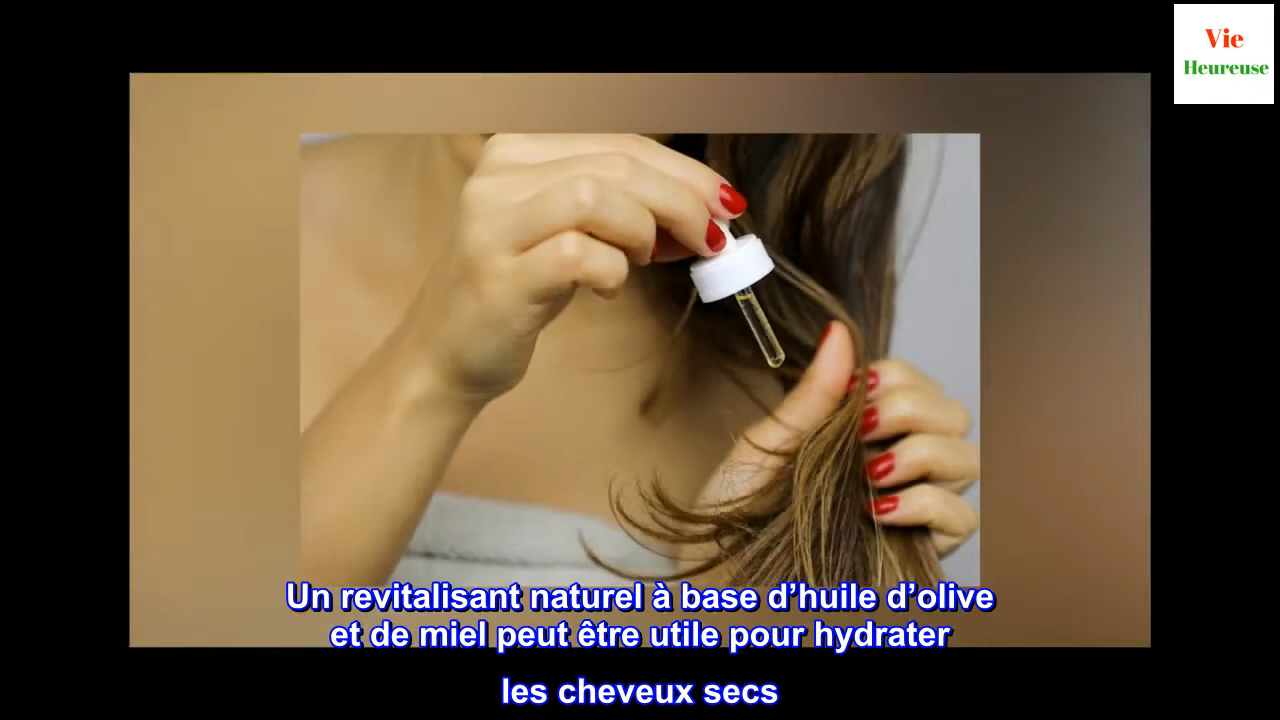 Vie
Heureuse
Un revitalisant naturel à base d’huile d’olive
et de miel peut être utile pour hydrater
les cheveux secs